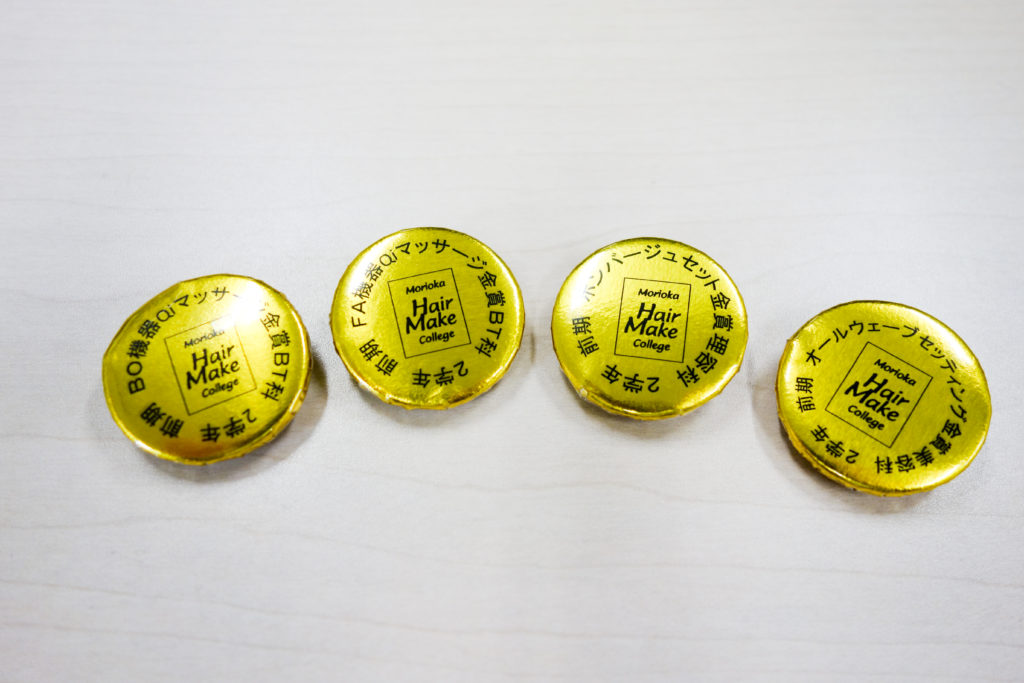 前期 BO機器Qiマッサージ金賞BT科 2学年
Morioka
Hair
Make
College
前期 FA機器Qiマッサージ金賞BT科 2学年
Morioka
Hair
Make
College
前期 ボンバージュセット金賞理容科 2学年
Morioka
Hair
Make
College
前期 オールウェーブセッティング金賞美容科 2学年
Morioka
Hair
Make
College